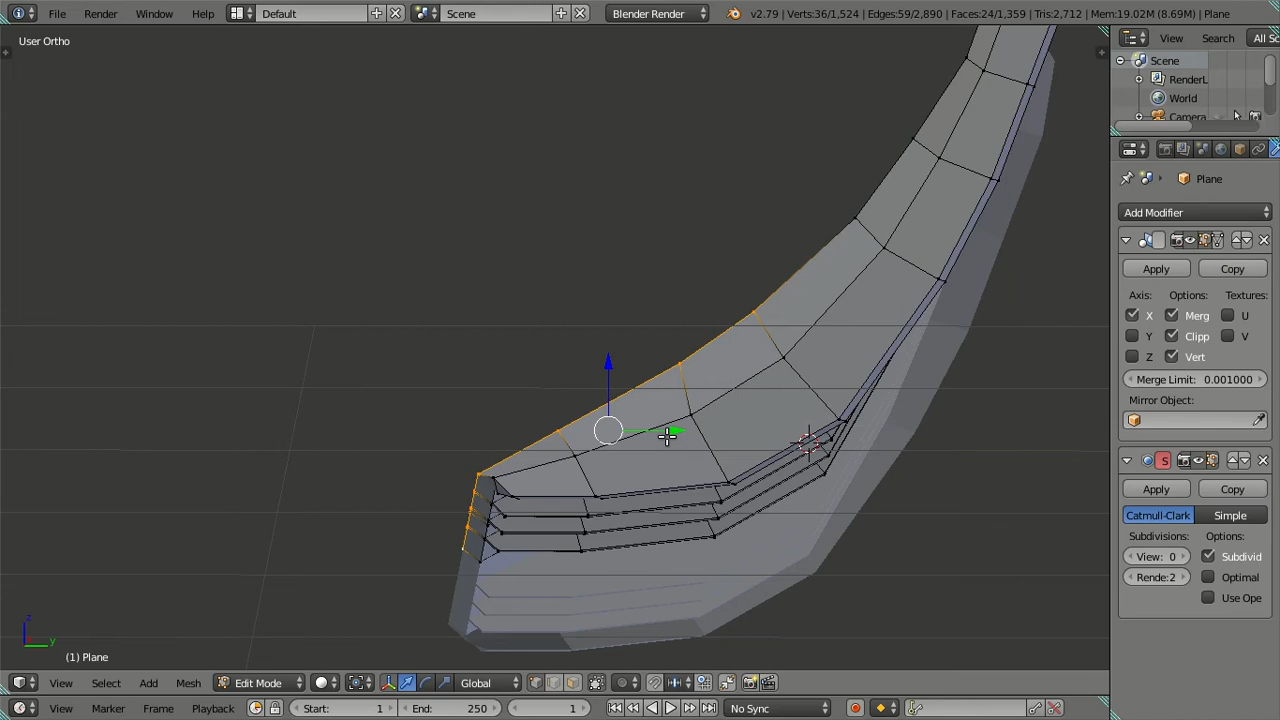 File Render Window Help Default Scene Blender Render v2.79 | Verts:36/1,524 | Edges:59/2,890 | Faces:24/1,359 | Tris:2,712 | Mem:19.02M (8.69M) | Plane
User Ortho
View Search All Sc
Scene
RenderL
World
Camera
Plane
Add Modifier
Apply Copy
Axis: Options: Textures:
X Merg U
Y Clipp V
Z Vert
Merge Limit: 0.001000
Mirror Object:
S
Apply Copy
Catmull-Clark Simple
Subdivisions: Options:
View: 0 Subdivid
Rende: 2 Optimal
Use Ope
z
y
(1) Plane
View Select Add Mesh Edit Mode Global
View Marker Frame Playback Start: 1 End: 250 1 No Sync